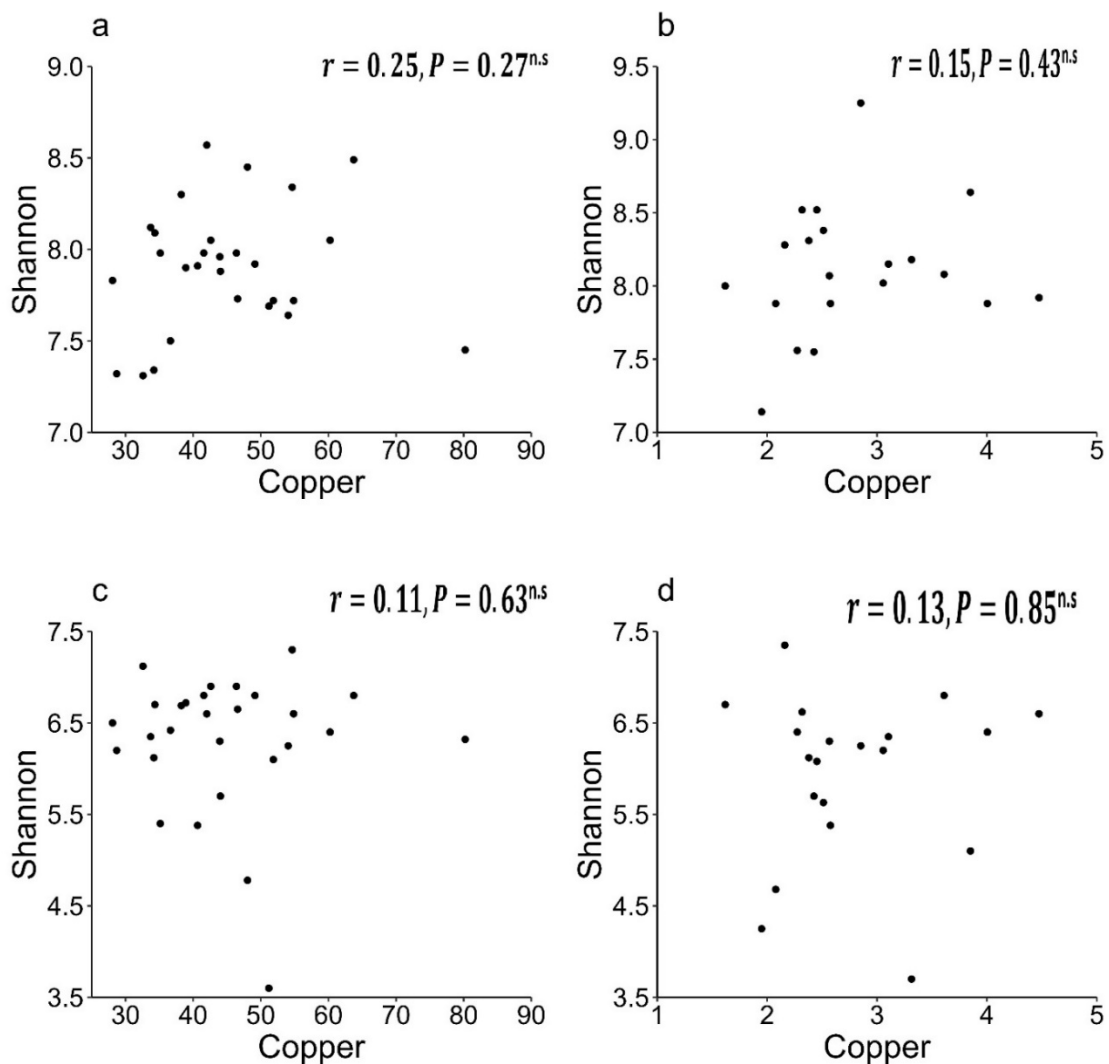 a
r = 0.25, P = 0.27n.s
9.0
8.5
8.0
7.5
7.0
Shannon
30 40 50 60 70 80 90
Copper
b
r = 0.15, P = 0.43n.s
9.5
9.0
8.5
8.0
7.5
7.0
Shannon
1 2 3 4 5
Copper
c
r = 0.11, P = 0.63n.s
7.5
6.5
5.5
4.5
3.5
Shannon
30 40 50 60 70 80 90
Copper
d
r = 0.13, P = 0.85n.s
7.5
6.5
5.5
4.5
3.5
Shannon
1 2 3 4 5
Copper